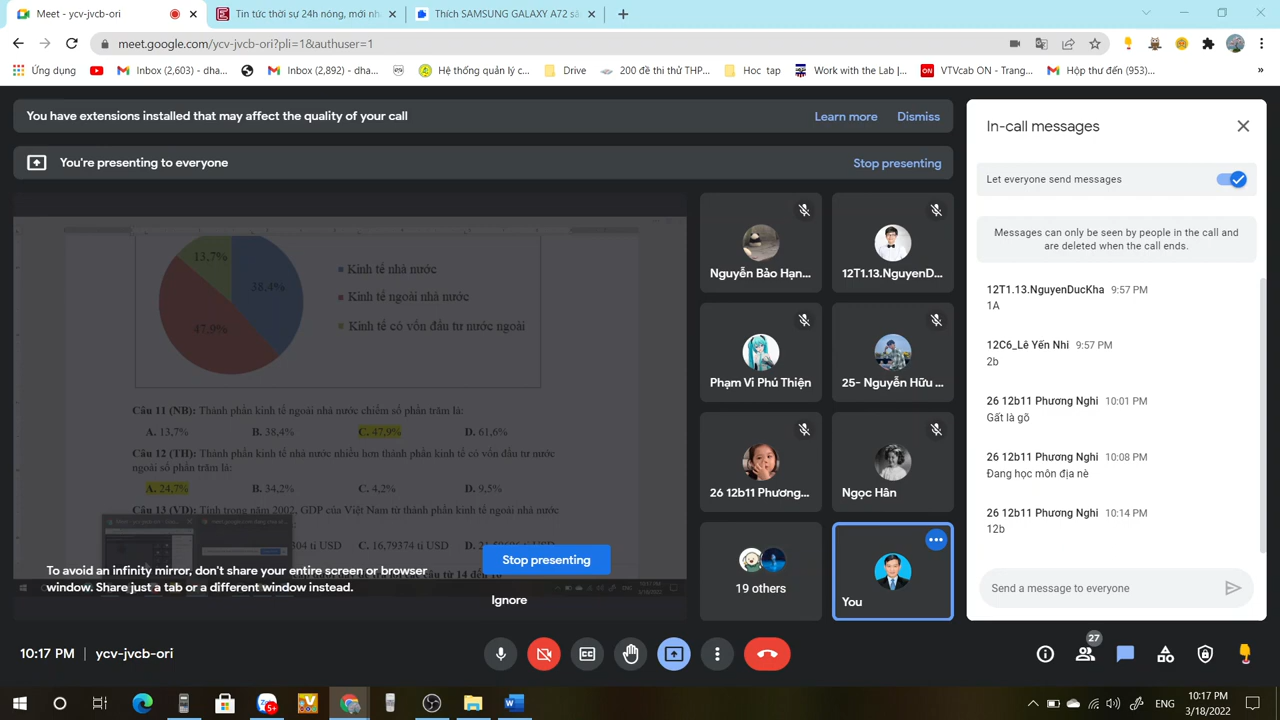 Meet - ycv-jvcb-ori
Tin tức thời sự 24h nóng, mới nh
Thích SAMSUNG GALAXY A72 sâ
meet.google.com/ycv-jvcb-ori?pli=1&authuser=1
Ứng dụng
Inbox (2,603) - dha...
Inbox (2,892) - dha...
Hệ thống quản lý c...
Drive
200 đề thi thử THP...
Hoc tap
Work with the Lab |...
VTVcab ON - Trang...
Hộp thư đến (953)...
»
You have extensions installed that may affect the quality of your call
Learn more
Dismiss
You're presenting to everyone
Stop presenting
13,7%
38.4%
47,9%
Kinh tế nhà nước
Kinh tế ngoài nhà nước
Kinh tế có vốn đầu tư nước ngoài
Câu 11 (NB): Thành phần kinh tế ngoài nhà nước chiếm số phần trăm là:
A. 13,7% B. 38,4% C. 47,9% D. 61,6%
Câu 12 (TH): Thành phần kinh tế nhà nước nhiều hơn thành phần kinh tế có vốn đầu tư nước
ngoài số phần trăm là:
A. 24,7% B. 34,2% C. 4,2% D. 9,5%
Câu 13 (VD): Tính trong năm 2002, GDP của Việt Nam từ thành phần kinh tế ngoài nhà nước
304 tỉ USD C. 16,79374 tỉ USD
To avoid an infinity mirror, don't share your entire screen or browser
window. Share just a tab or a different window instead.
Stop presenting
Ignore
Nguyễn Bảo Hạn...
12T1.13.NguyenD...
Phạm Vi Phú Thiện
25- Nguyễn Hữu ...
26 12b11 Phương...
Ngọc Hân
19 others
You
In-call messages
Let everyone send messages
Messages can only be seen by people in the call and
are deleted when the call ends.
12T1.13.NguyenDucKha 9:57 PM
1A
12C6_Lê Yến Nhi 9:57 PM
2b
26 12b11 Phương Nghi 10:01 PM
Gất là gõ
26 12b11 Phương Nghi 10:08 PM
Đang học môn địa nè
26 12b11 Phương Nghi 10:14 PM
12b
Send a message to everyone
10:17 PM | ycv-jvcb-ori
27
5+
ENG
10:17 PM
3/18/2022